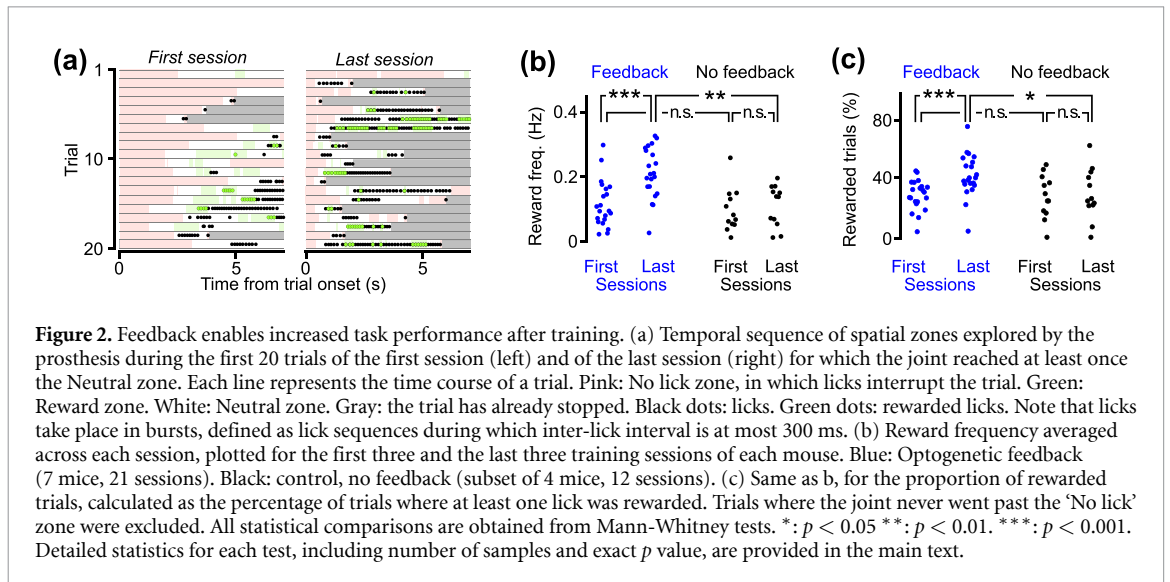 (a)
First session
Last session
1
10
20
Trial
0
5
0
5
Time from trial onset (s)
(b)
Feedback
No feedback
***
**
n.s.
n.s.
0.4
0.2
0
Reward freq. (Hz)
First
Last
First
Last
Sessions
Sessions
(c)
Feedback
No feedback
***
*
n.s.
n.s.
80
40
0
Rewarded trials (%)
First
Last
First
Last
Sessions
Sessions
Figure 2. Feedback enables increased task performance after training. (a) Temporal sequence of spatial zones explored by the
prosthesis during the first 20 trials of the first session (left) and of the last session (right) for which the joint reached at least once
the Neutral zone. Each line represents the time course of a trial. Pink: No lick zone, in which licks interrupt the trial. Green:
Reward zone. White: Neutral zone. Gray: the trial has already stopped. Black dots: licks. Green dots: rewarded licks. Note that licks
take place in bursts, defined as lick sequences during which inter-lick interval is at most 300 ms. (b) Reward frequency averaged
across each session, plotted for the first three and the last three training sessions of each mouse. Blue: Optogenetic feedback
(7 mice, 21 sessions). Black: control, no feedback (subset of 4 mice, 12 sessions). (c) Same as b, for the proportion of rewarded
trials, calculated as the percentage of trials where at least one lick was rewarded. Trials where the joint never went past the ‘No lick’
zone were excluded. All statistical comparisons are obtained from Mann-Whitney tests. *: p < 0.05 **: p < 0.01. ***: p < 0.001.
Detailed statistics for each test, including number of samples and exact p value, are provided in the main text.